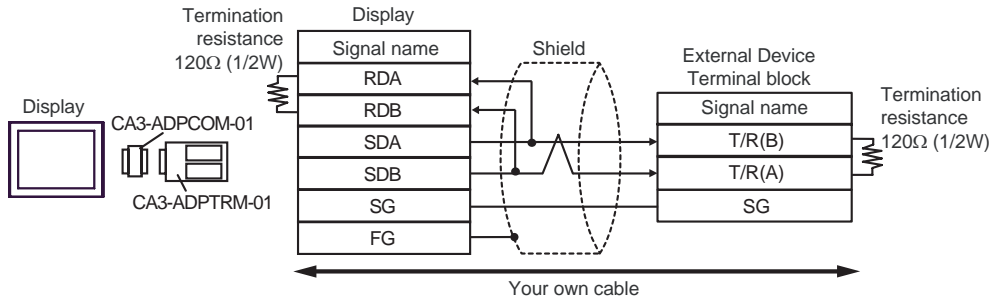 Termination
resistance
120Ω (1/2W)
Display
Signal name
RDA
RDB
SDA
SDB
SG
FG
Shield
External Device
Terminal block
Signal name
T/R(B)
T/R(A)
SG
Termination
resistance
120Ω (1/2W)
Display
CA3-ADPCOM-01
CA3-ADPTRM-01
Your own cable